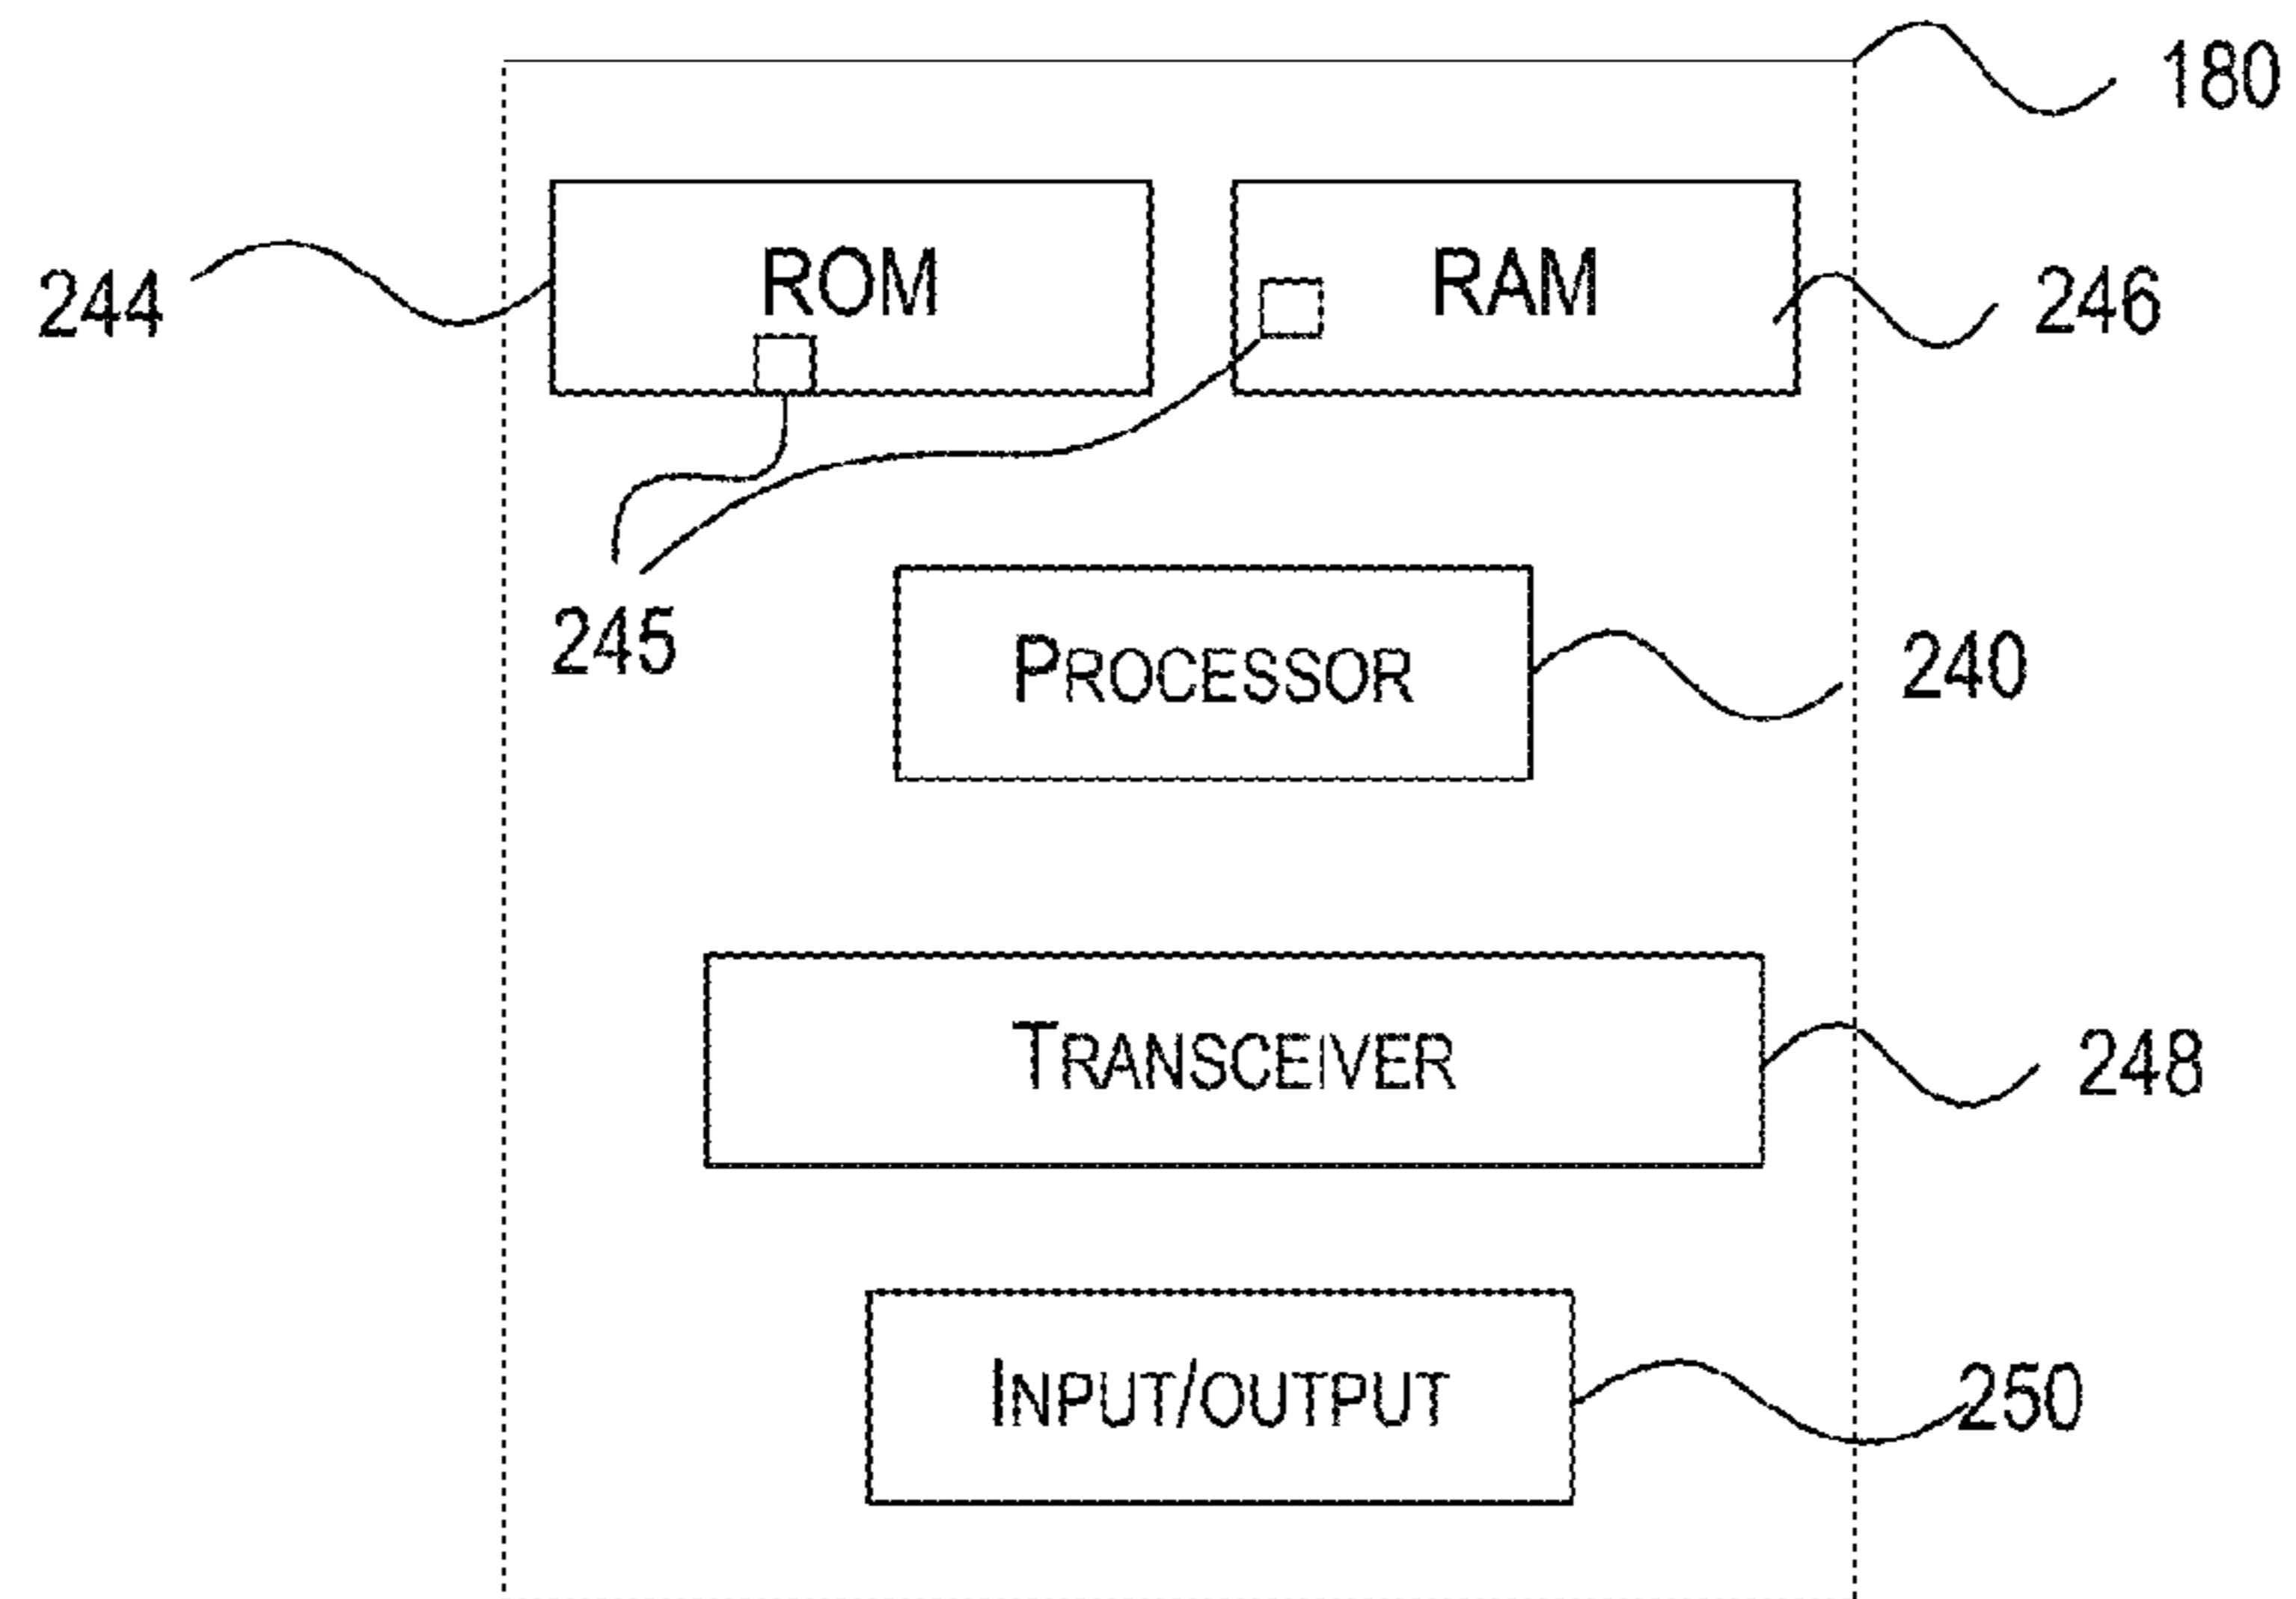 180
ROM
RAM
244
246
245
PROCESSOR
240
TRANSCEIVER
248
INPUT/OUTPUT
250